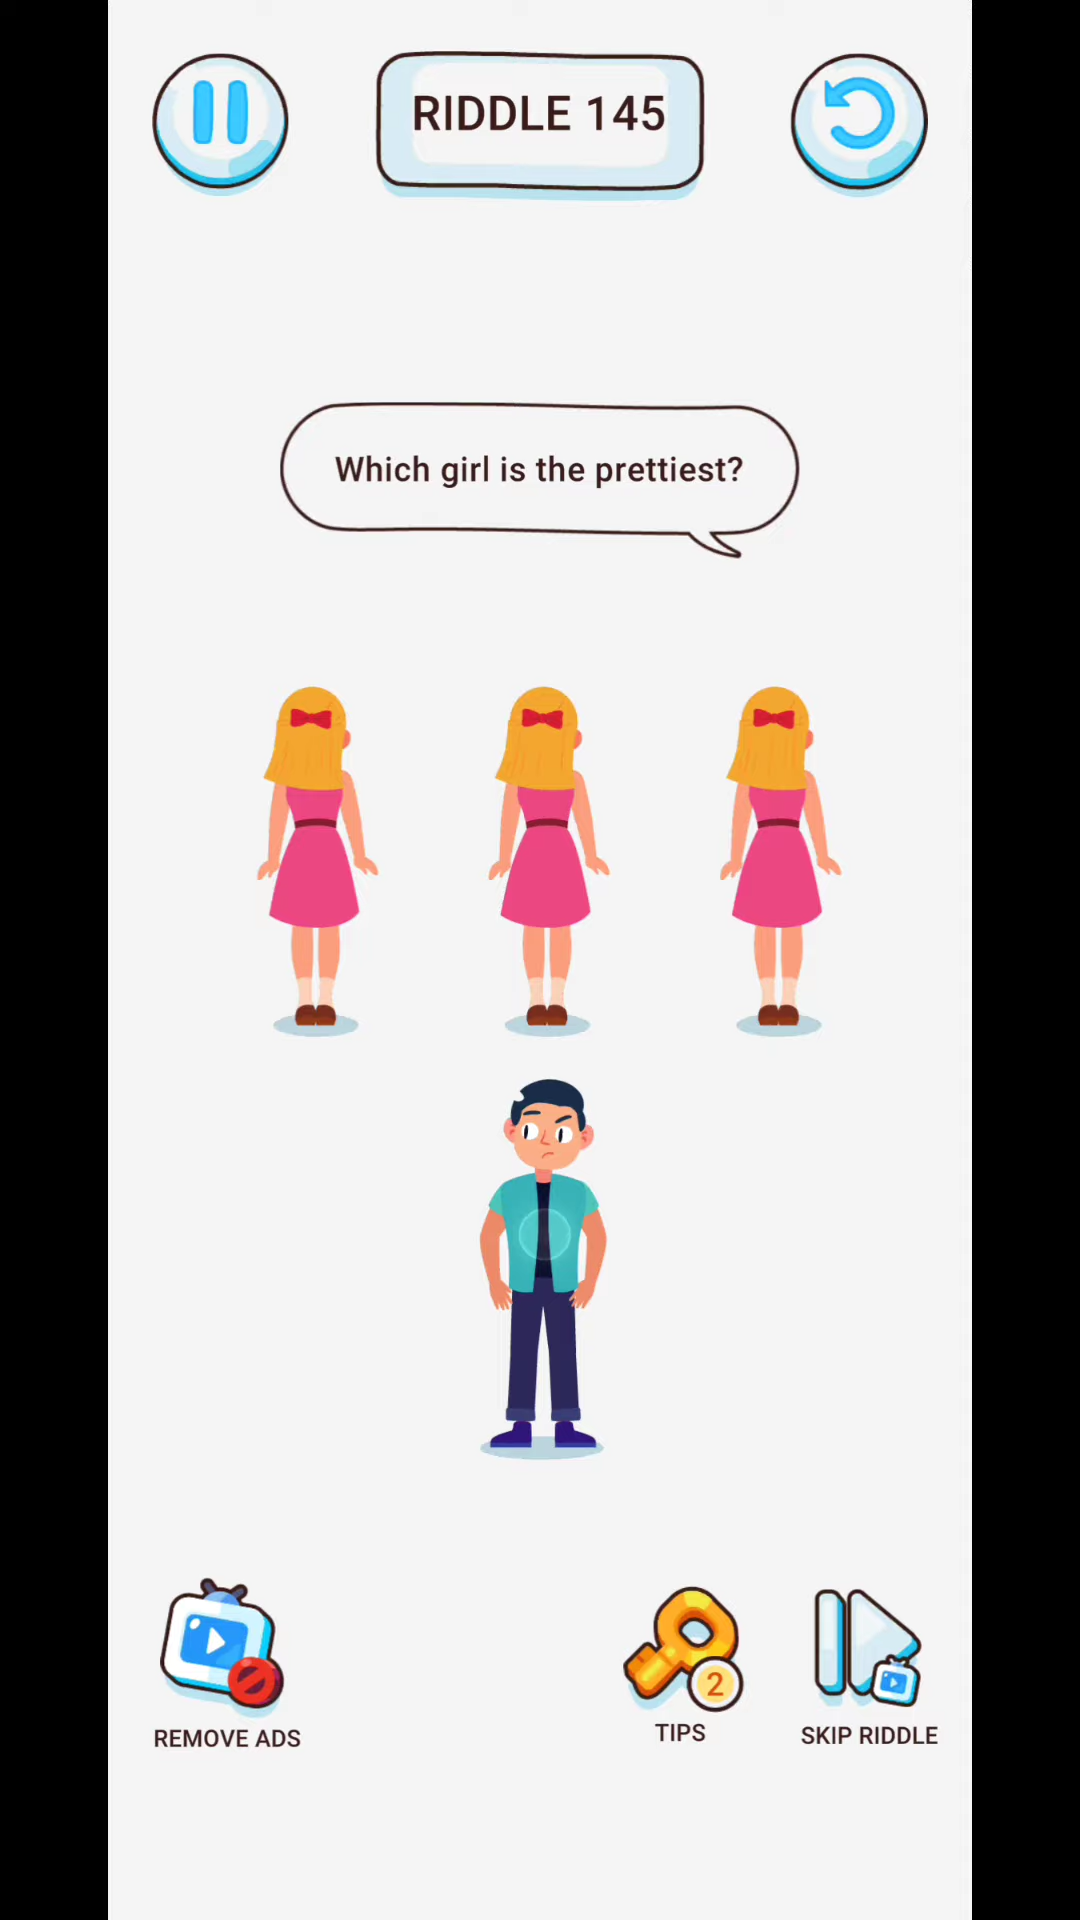 RIDDLE 145
Which girl is the prettiest?
2
REMOVE ADS
TIPS
SKIP RIDDLE